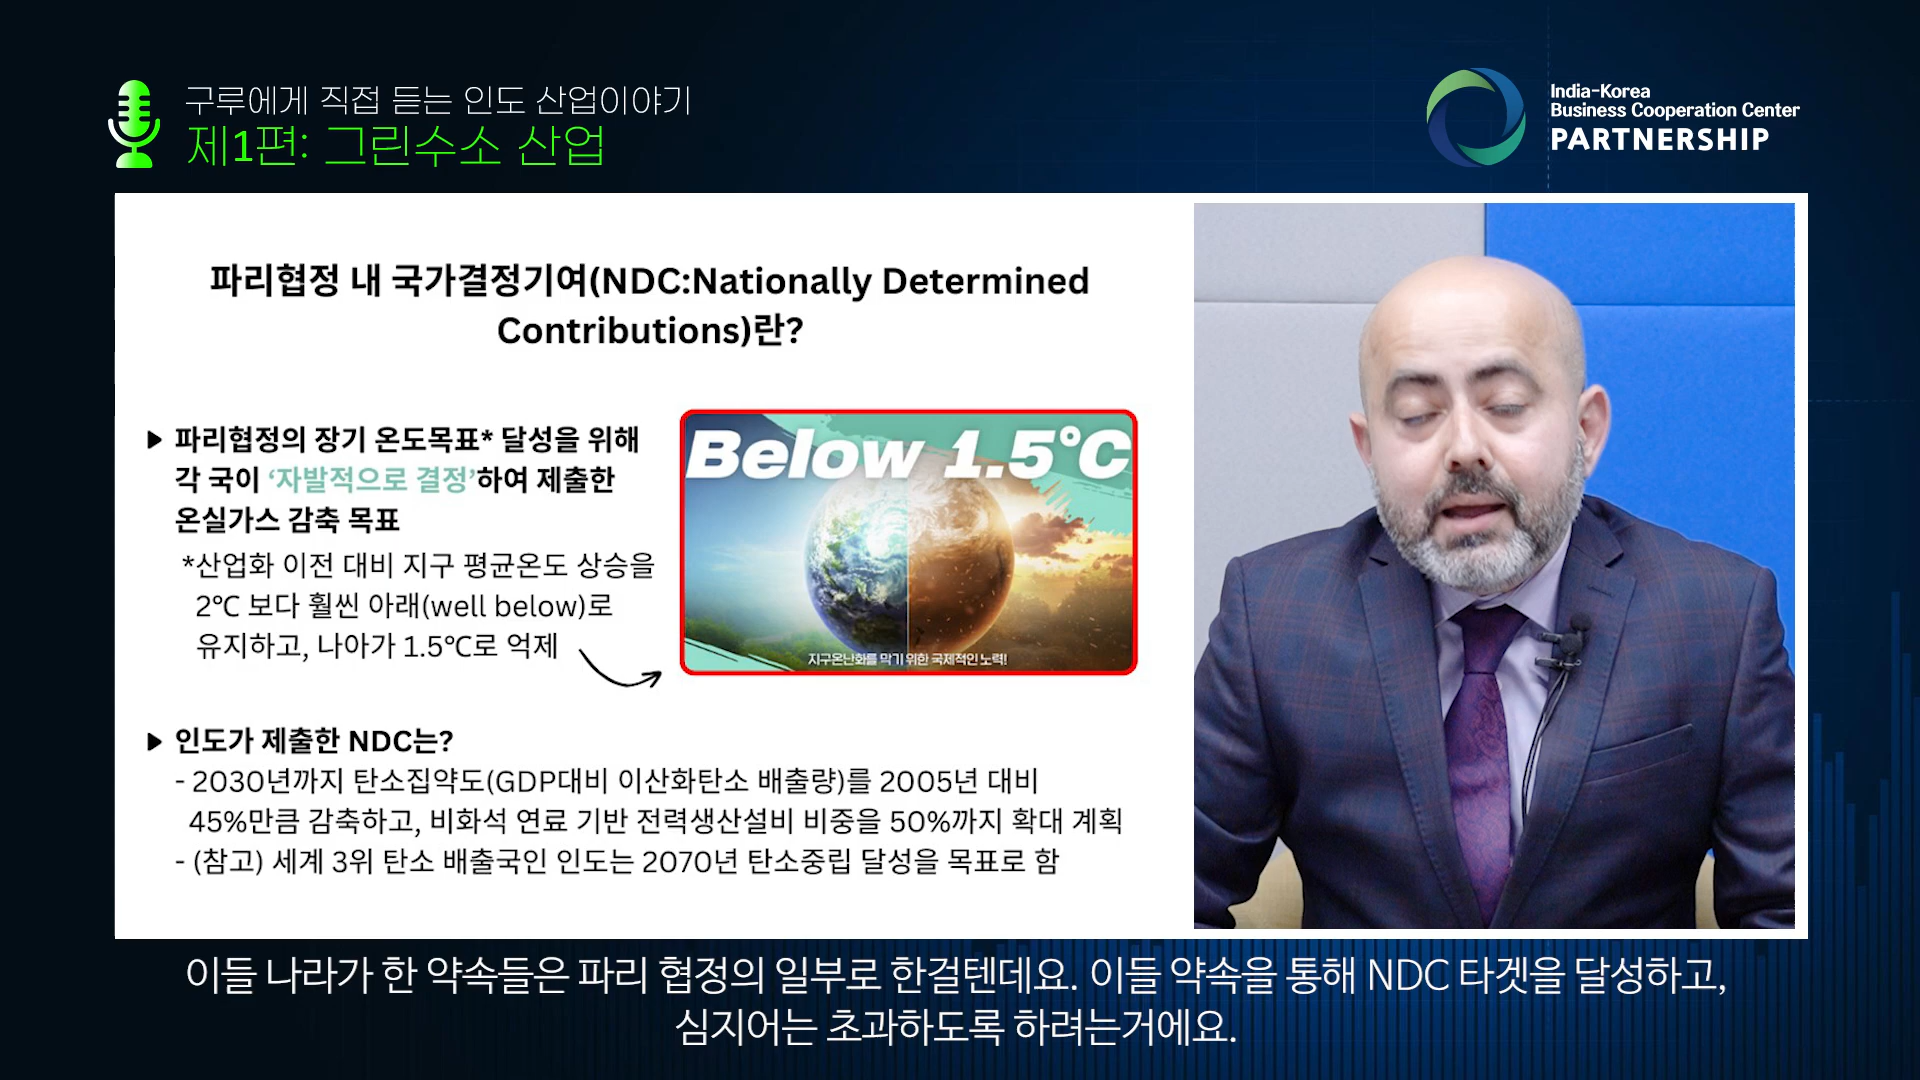 구루에게 직접 듣는 인도 산업이야기
제1편: 그린수소 산업
India-Korea
Business Cooperation Center
PARTNERSHIP
파리협정 내 국가결정기여(NDC:Nationally Determined
Contributions)란?
▶ 파리협정의 장기 온도목표* 달성을 위해
각 국이 ‘자발적으로 결정’하여 제출한
온실가스 감축 목표
*산업화 이전 대비 지구 평균온도 상승을
2℃ 보다 훨씬 아래(well below)로
유지하고, 나아가 1.5℃로 억제
Below 1.5°C
지구온난화를 막기 위한 국제적인 노력!
▶ 인도가 제출한 NDC는?
- 2030년까지 탄소집약도(GDP대비 이산화탄소 배출량)를 2005년 대비
45%만큼 감축하고, 비화석 연료 기반 전력생산설비 비중을 50%까지 확대 계획
- (참고) 세계 3위 탄소 배출국인 인도는 2070년 탄소중립 달성을 목표로 함
이들 나라가 한 약속들은 파리 협정의 일부로 한걸텐데요. 이들 약속을 통해 NDC 타겟을 달성하고,
심지어는 초과하도록 하려는거에요.